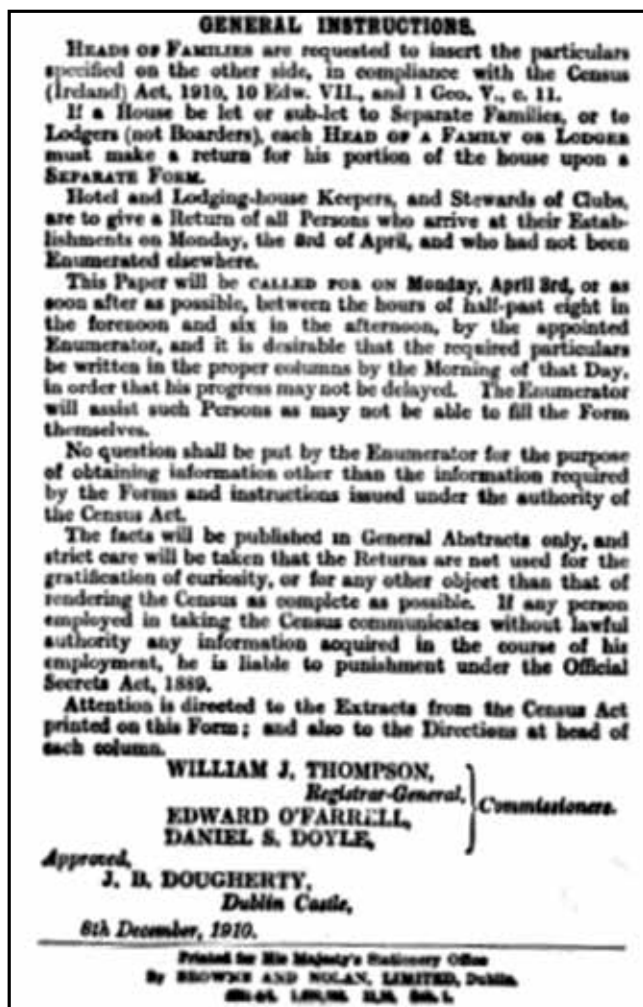 GENERAL INSTRUCTIONS.
HEADS OF FAMILIES are requested to insert the particulars
specified on the other side, in compliance with the Census
(Ireland) Act, 1910, 10 Edw. VII., and 1 Geo. V., c. 11.
If a House be let or sub-let to Separate Families, or to
Lodgers (not Boarders), each HEAD OF A FAMILY OR LODGER
must make a return for his portion of the house upon a
SEPARATE FORM.
Hotel and Lodging-house Keepers, and Stewards of Clubs,
are to give a Return of all Persons who arrive at their Estab-
lishments on Monday, the 3rd of April, and who had not been
Enumerated elsewhere.
This Paper will be CALLED FOR ON Monday, April 3rd, or as
soon after as possible, between the hours of half-past eight in
the forenoon and six in the afternoon, by the appointed
Enumerator, and it is desirable that the required particulars
be written in the proper columns by the Morning of that Day,
in order that his progress may not be delayed. The Enumerator
will assist such Persons as may not be able to fill the Form
themselves.
No question shall be put by the Enumerator for the purpose
of obtaining information other than the information required
by the Forms and instructions issued under the authority of
the Census Act.
The facts will be published in General Abstracts only, and
strict care will be taken that the Returns are not used for the
gratification of curiosity, or for any other object than that of
rendering the Census as complete as possible. If any person
employed in taking the Census communicates without lawful
authority any information acquired in the course of his
employment, he is liable to punishment under the Official
Secrets Act, 1889.
Attention is directed to the Extracts from the Census Act
printed on this Form; and also to the Directions at head of
each column.
WILLIAM J. THOMPSON,
Registrar-General,
EDWARD O'FARRELL,
DANIEL S. DOYLE,
Commissioners.
Approved,
J. B. DOUGHERTY,
Dublin Castle,
6th December, 1910.
Printed for His Majesty's Stationery Office
By BROWNE AND NOLAN, LIMITED, Dublin.